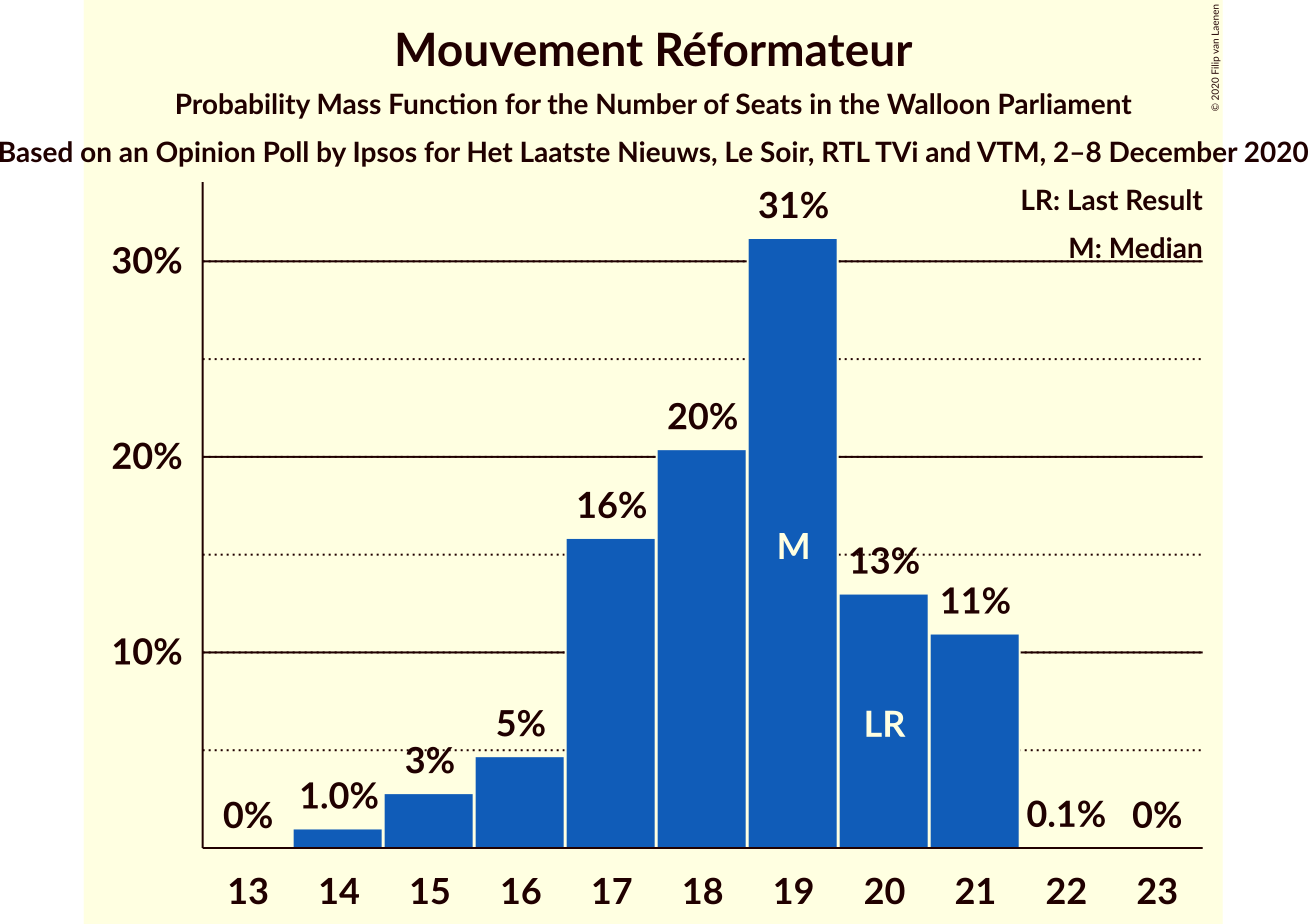 Mouvement Réformateur
Probability Mass Function for the Number of Seats in the Walloon Parliament
Based on an Opinion Poll by Ipsos for Het Laatste Nieuws, Le Soir, RTL TVi and VTM, 2–8 December 2020
© 2020 Filip van Laenen
LR: Last Result
M: Median
30%
20%
10%
0%
1.0%
3%
5%
16%
20%
31%
13%
11%
0.1%
0%
M
LR
13 14 15 16 17 18 19 20 21 22 23